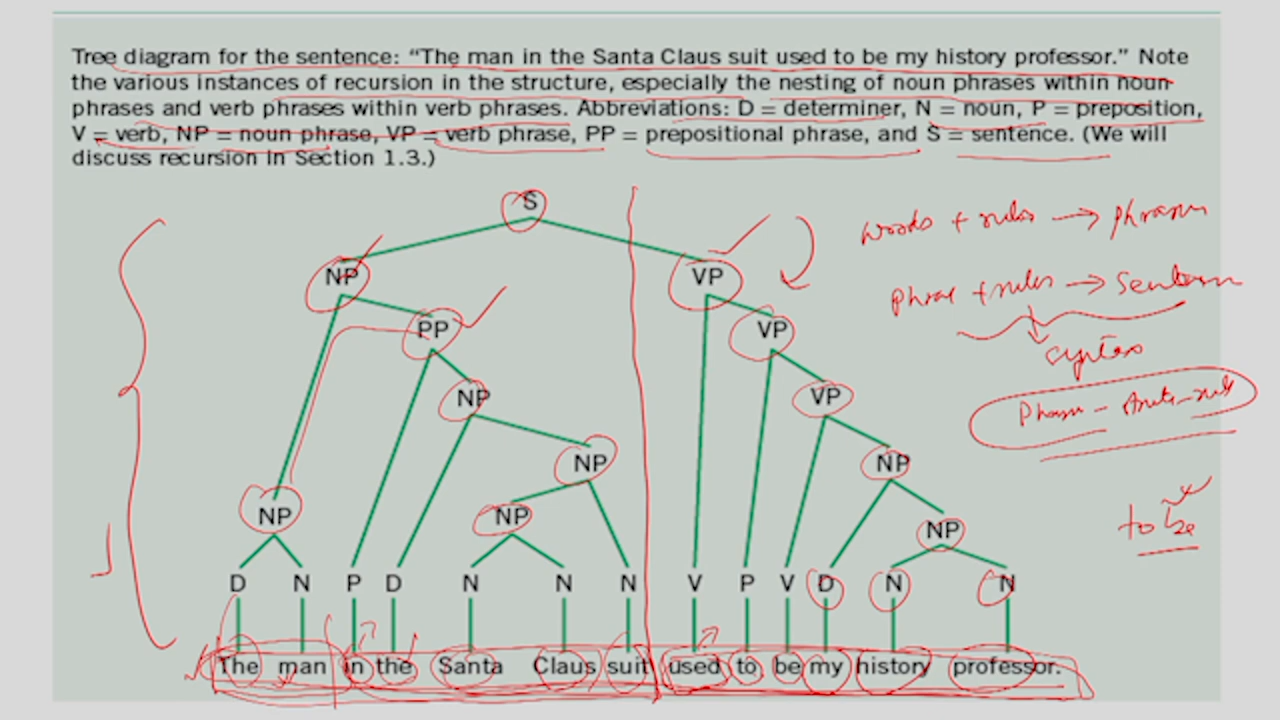 Tree diagram for the sentence: “The man in the Santa Claus suit used to be my history professor.” Note
the various instances of recursion in the structure, especially the nesting of noun phrases within noun
phrases and verb phrases within verb phrases. Abbreviations: D = determiner, N = noun, P = preposition,
V = verb, NP = noun phrase, VP = verb phrase, PP = prepositional phrase, and S = sentence. (We will
discuss recursion in Section 1.3.)
S
words + rules → phrases
NP VP
phrase + rules →
PP VP
syntax
NP VP
NP NP
NP NP NP
to be
D N P D N N N V P V D N N
The man in the Santa Claus suit used to be my history professor.